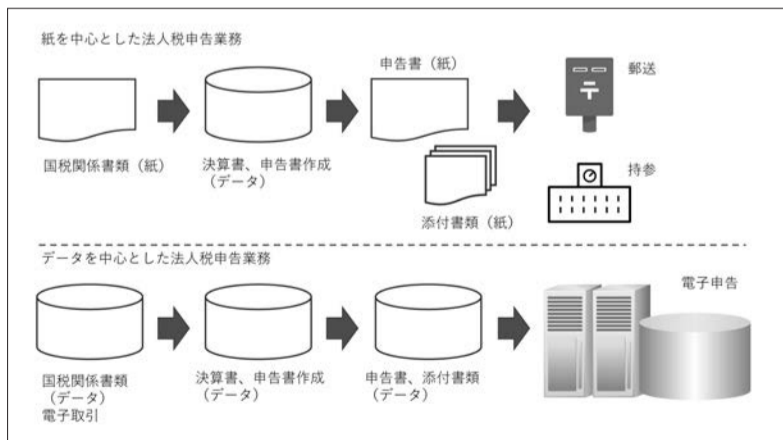 紙を中心とした法人税申告業務
申告書（紙）
郵送
国税関係書類（紙）
決算書、申告書作成
（データ）
持参
添付書類（紙）
データを中心とした法人税申告業務
電子申告
国税関係書類
（データ）
電子取引
決算書、申告書作成
（データ）
申告書、添付書類
（データ）